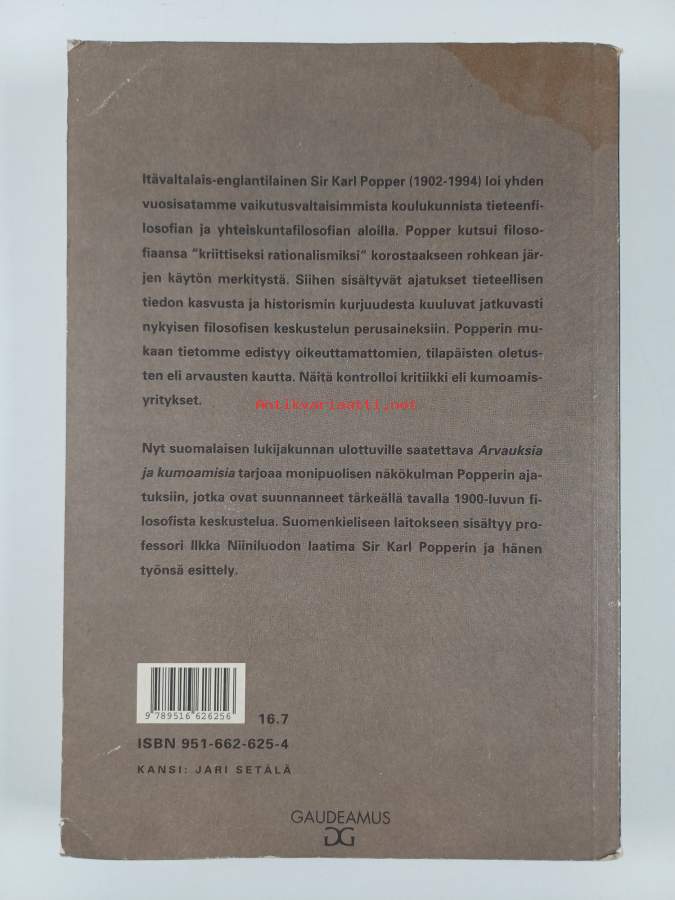 Itävaltalais-englantilainen Sir Karl Popper (1902-1994) loi yhden
vuosisatamme vaikutusvaltaisimmista koulukunnista tieteenfi-
losofian ja yhteiskuntafilosofian aloilla. Popper kutsui filoso-
fiaansa "kriittiseksi rationalismiksi" korostaakseen rohkean jär-
jen käytön merkitystä. Siihen sisältyvät ajatukset tieteellisen
tiedon kasvusta ja historismin kurjuudesta kuuluvat jatkuvasti
nykyisen filosofisen keskustelun perusaineksiin. Popperin mu-
kaan tietomme edistyy oikeuttamattomien, tilapäisten oletus-
ten eli arvausten kautta. Näitä kontrolloi kritiikki eli kumoamis-
yritykset.
Antikvariaatti.net
Nyt suomalaisen lukijakunnan ulottuville saatettava Arvauksia
ja kumoamisia tarjoaa monipuolisen näkökulman Popperin aja-
tuksiin, jotka ovat suunnanneet tärkeällä tavalla 1900-luvun fi-
losofista keskustelua. Suomenkieliseen laitokseen sisältyy pro-
fessori Ilkka Niiniluodon laatima Sir Karl Popperin ja hänen
työnsä esittely.
9 789516 626256
16.7
ISBN 951-662-625-4
KANSI: JARI SETÄLÄ
GAUDEAMUS
G